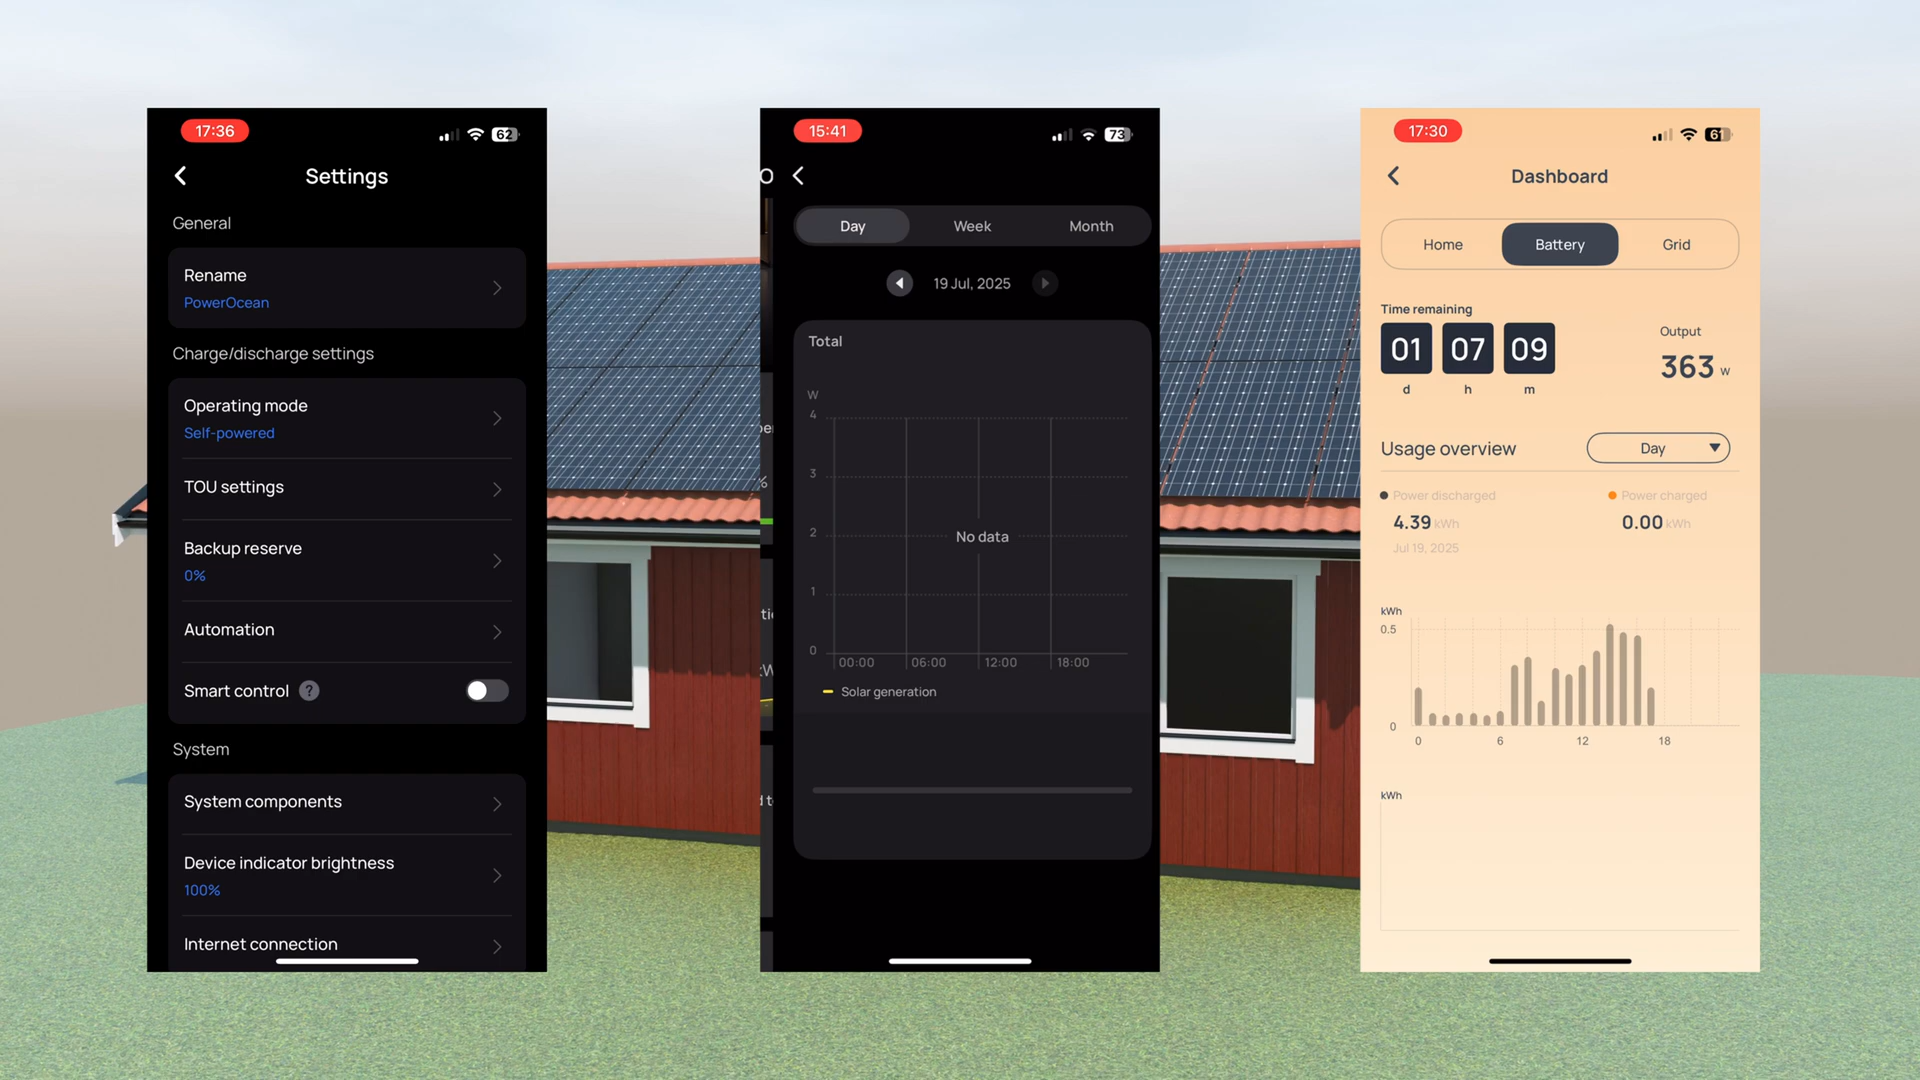 17:36
62
Settings
General
Rename
PowerOcean
Charge/discharge settings
Operating mode
Self-powered
TOU settings
Backup reserve
0%
Automation
Smart control ?
System
System components
Device indicator brightness
100%
Internet connection
15:41
73
Day Week Month
19 Jul, 2025
Total
W
4
3
2
1
0
No data
00:00 06:00 12:00 18:00
Solar generation
17:30
61
Dashboard
Home Battery Grid
Time remaining
01 07 09
d h m
Output
363 W
Usage overview
Day
Power discharged
4.39 kWh
Jul 19, 2025
Power charged
0.00 kWh
kWh
0.5
0
0 6 12 18
kWh